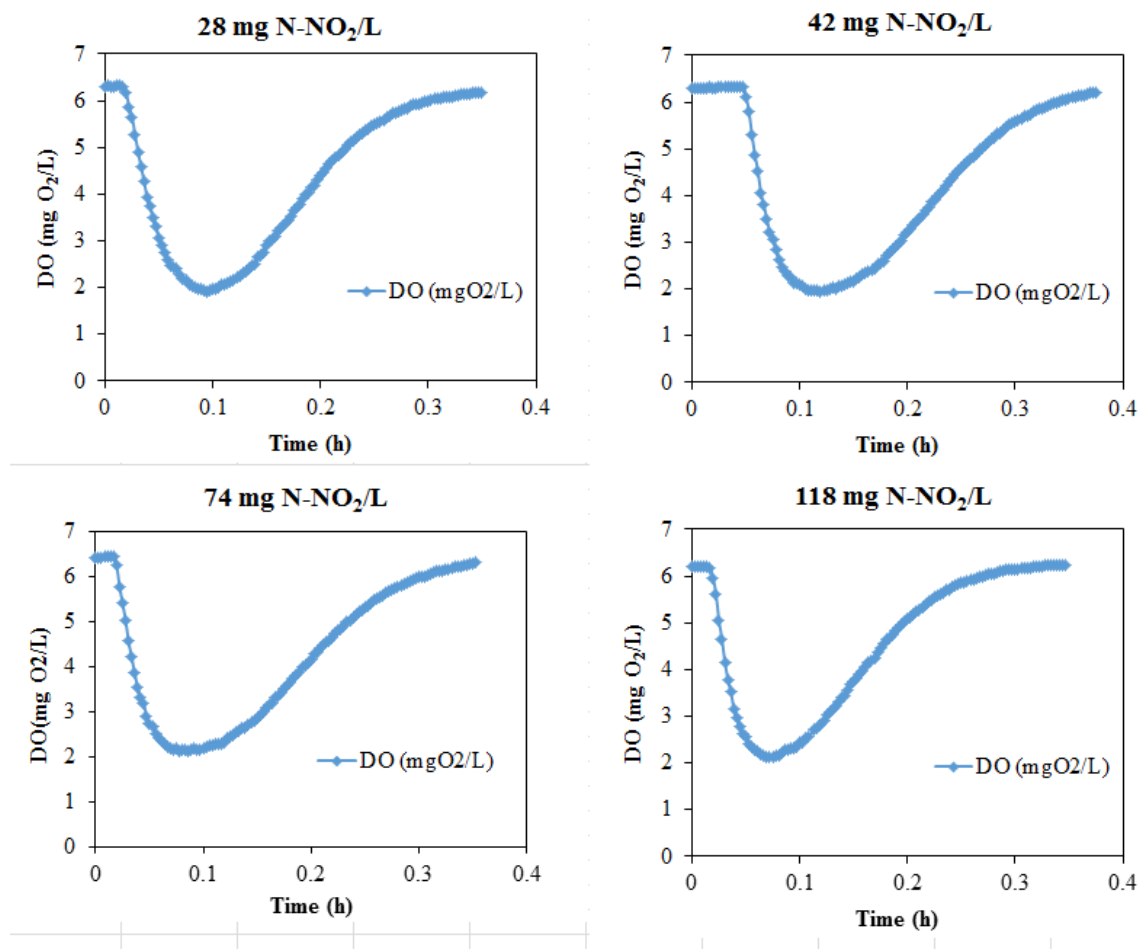 28 mg N-NO₂/L
7
6
5
4
3
2
1
0
DO (mg O₂/L)
DO (mgO2/L)
0 0.1 0.2 0.3 0.4
Time (h)
42 mg N-NO₂/L
7
6
5
4
3
2
1
0
DO (mg O₂/L)
DO (mgO2/L)
0 0.1 0.2 0.3 0.4
Time (h)
74 mg N-NO₂/L
7
6
5
4
3
2
1
0
DO(mg O2/L)
DO (mgO2/L)
0 0.1 0.2 0.3 0.4
Time (h)
118 mg N-NO₂/L
7
6
5
4
3
2
1
0
DO (mg O₂/L)
DO (mgO2/L)
0 0.1 0.2 0.3 0.4
Time (h)